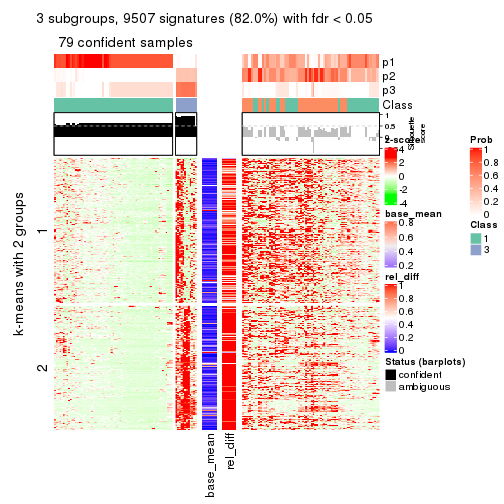 3 subgroups, 9507 signatures (82.0%) with fdr < 0.05
79 confident samples
p1
p2
p3
Class
1
0.5
0
Silhouette
score
k-means with 2 groups
1
2
base_mean
rel_diff
z-score
4
2
0
-2
-4
base_mean
0.8
0.6
0.4
0.2
rel_diff
1
0.8
0.6
0.4
0.2
0
Status (barplots)
confident
ambiguous
Prob
1
0.8
0.6
0.4
0.2
0
Class
1
3